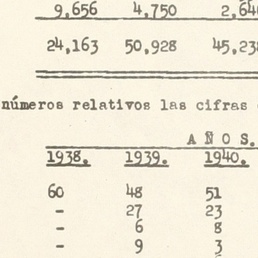 9,656 4,750 2,64
24,163 50,928 45,23
números relativos las cifras
A Ñ O S.
1938. 1939. 1940.
60 48 51
- 27 23
- 6 8
- 9 3